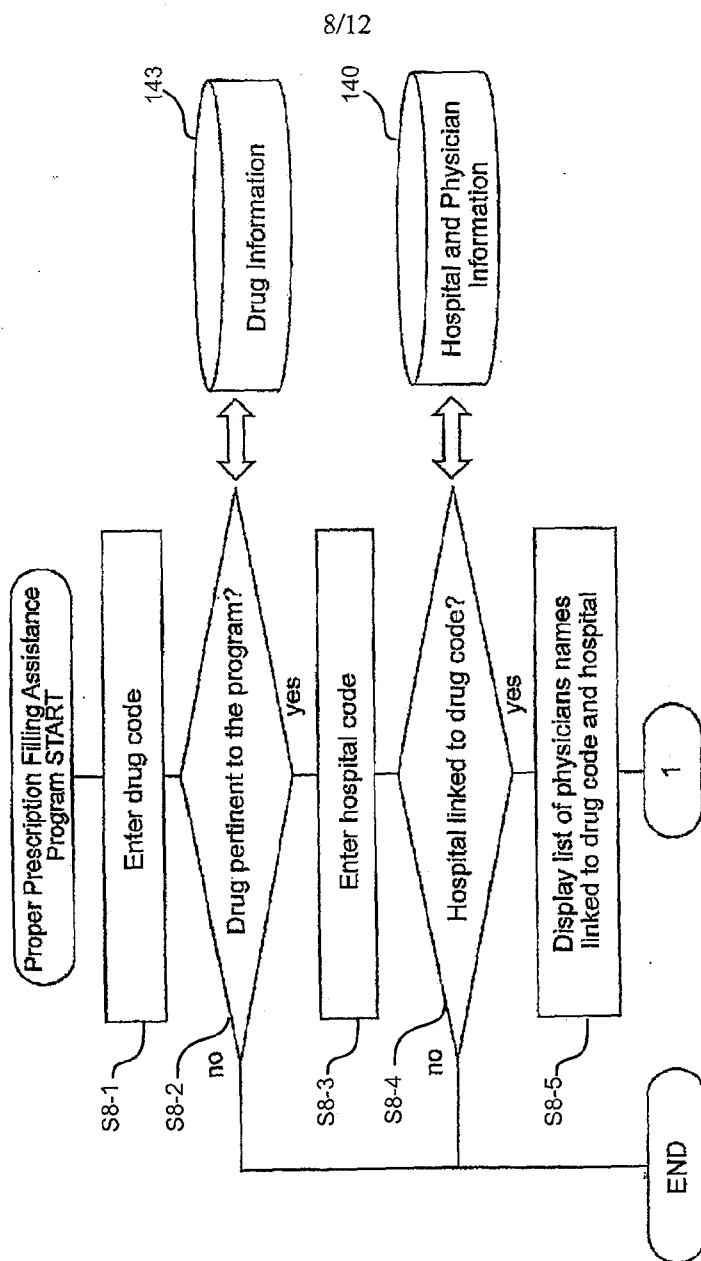 8/12
Proper Prescription Filling Assistance
Program START
S8-1
Enter drug code
S8-2
Drug pertinent to the program?
no
yes
143
Drug Information
S8-3
Enter hospital code
S8-4
Hospital linked to drug code?
no
yes
140
Hospital and Physician
Information
S8-5
Display list of physicians names
linked to drug code and hospital
END
1